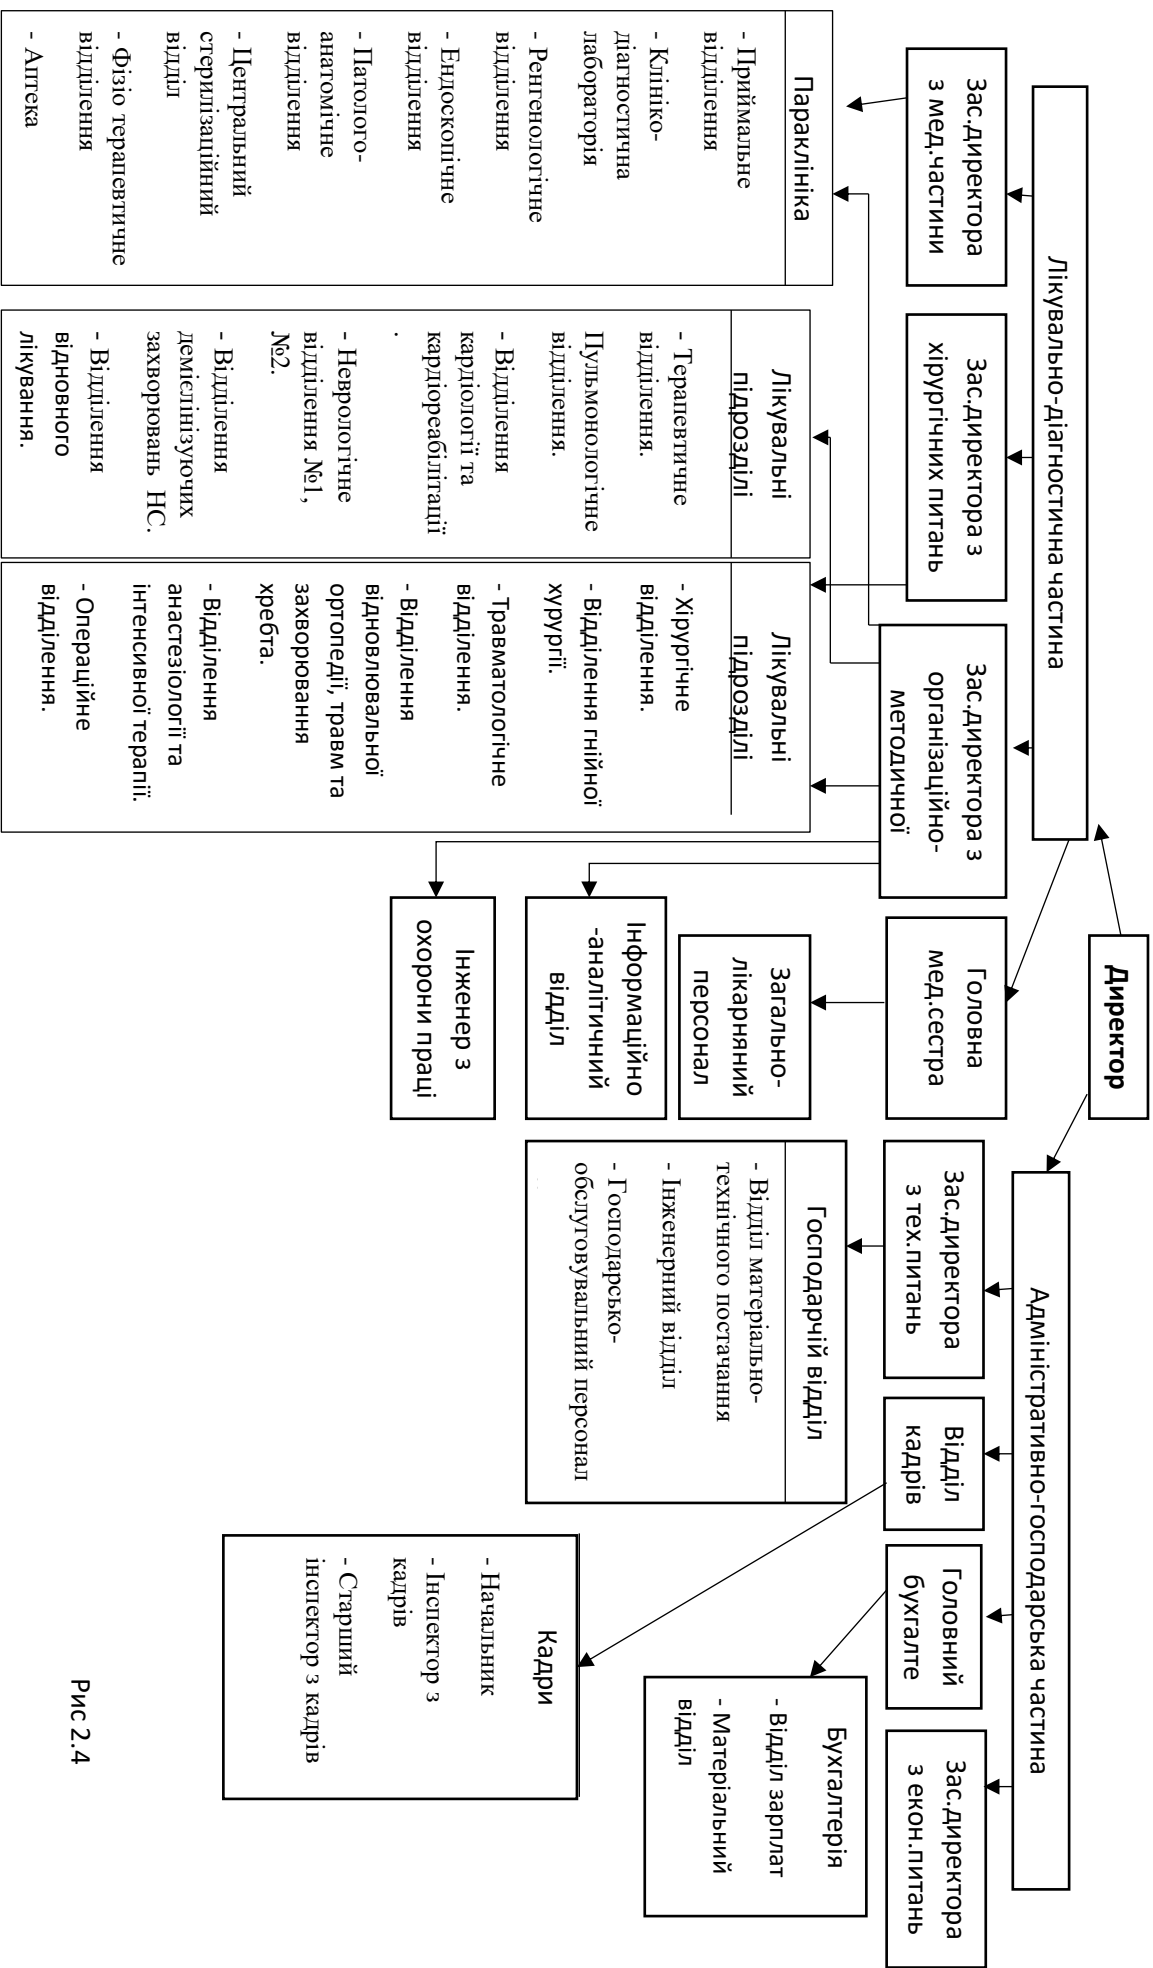 Директор
Лікувально-діагностична частина
Адміністративно-господарська частина
Зас.директора
з мед.частини
Зас.директора з
хірургічних питань
Зас.директора з
організаційно-
методичної
Головна
мед.сестра
Зас.директора
з тех.питань
Відділ
кадрів
Головний
бухгалте
Зас.директора
з екон.питань
Параклініка
- Приймальне
відділення
- Клініко-
діагностична
лабораторія
- Ренгенологічне
відділення
- Ендоскопічне
відділення
- Патолого-
анатомічне
відділення
- Центральний
стерилізаційний
відділ
- Фізіо терапевтичне
відділення
- Аптека
Лікувальні
підрозділі
- Терапевтичне
відділення.
Пульмонологічне
відділення.
- Відділення
кардіології та
кардіореабілітації
.
- Неврологічне
відділення №1,
№2.
- Відділення
демієлінізуючих
захворювань НС.
- Відділення
відновного
лікування.
Лікувальні
підрозділі
- Хірургічне
відділення.
- Відділення гнійної
хурургії.
- Травматологічне
відділення.
- Відділення
відновлювальної
ортопедії, травм та
захворювання
хребта.
- Відділення
анастезіології та
інтенсивної терапії.
- Операційне
відділення.
Загально-
лікарняний
персонал
Інформаційно
-аналітичний
відділ
Інженер з
охорони праці
Господарчій відділ
- Відділ матеріально-
технічного постачання
- Інженерний відділ
- Господарсько-
обслуговувальний персонал
Бухгалтерія
- Відділ зарплат
- Матеріальний
відділ
Кадри
- Начальник
- Інспектор з
кадрів
- Старший
інспектор з кадрів
Рис 2.4